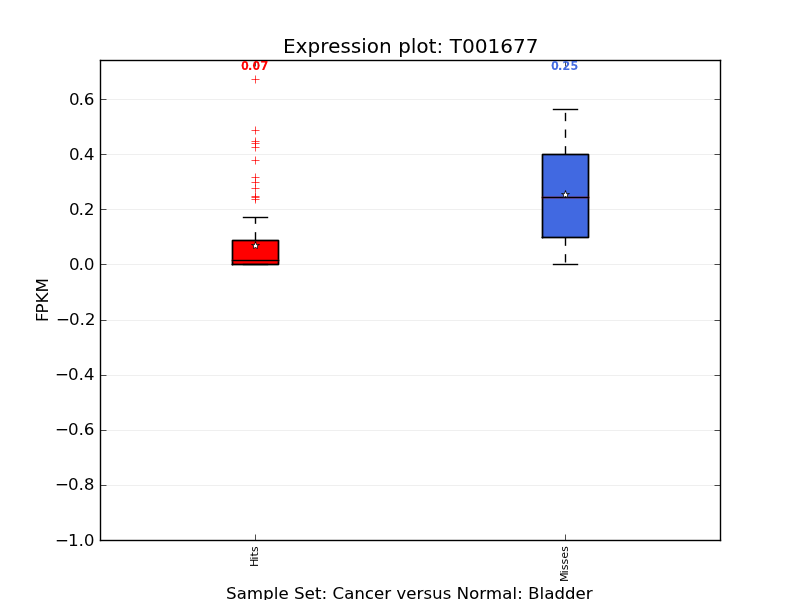 Expression plot: T001677
0.07
0.25
0.6
0.4
0.2
0.0
−0.2
−0.4
−0.6
−0.8
−1.0
FPKM
Hits
Misses
Sample Set: Cancer versus Normal: Bladder